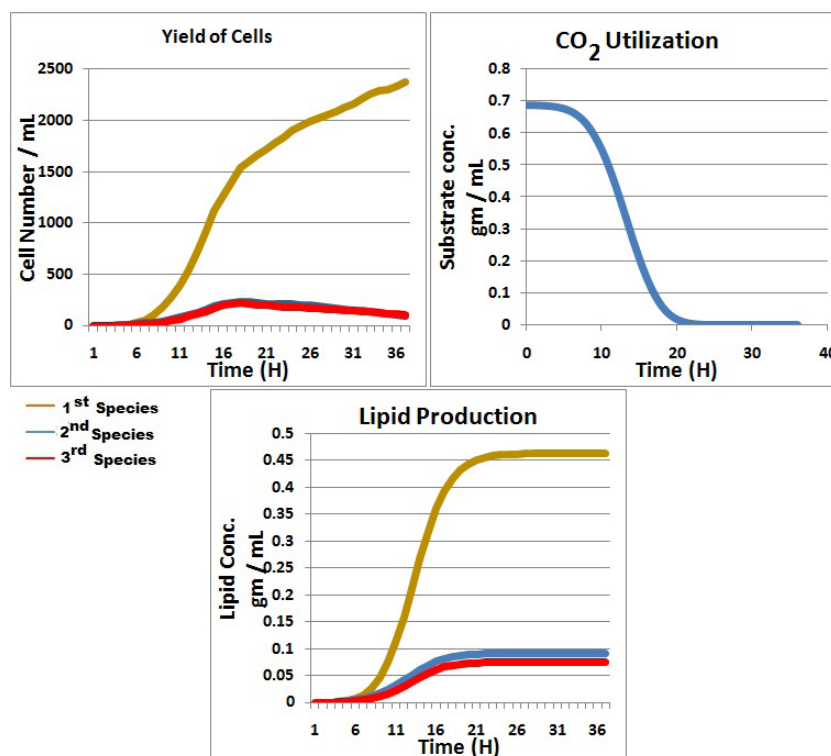 Yield of Cells
2500
2000
1500
1000
500
0
Cell Number / mL
1 6 11 16 21 26 31 36
Time (H)
CO2 Utilization
0.8
0.7
0.6
0.5
0.4
0.3
0.2
0.1
0
Substrate conc.
gm / mL
0 10 20 30 40
Time (H)
1st Species
2nd Species
3rd Species
Lipid Production
0.5
0.45
0.4
0.35
0.3
0.25
0.2
0.15
0.1
0.05
0
Lipid Conc.
gm / mL
1 6 11 16 21 26 31 36
Time (H)